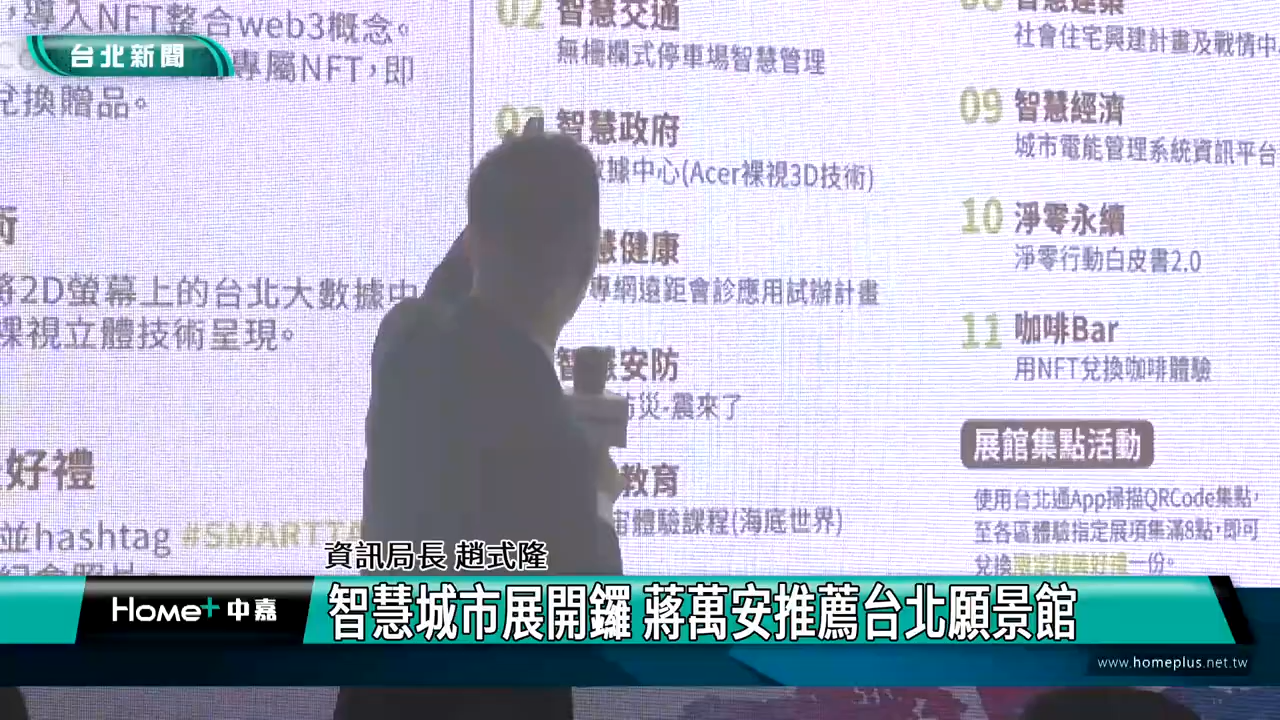 ,導入NFT整合web3概念。
專屬NFT,即
兌換贈品。
2D螢幕上的台北大數據中
裸視立體技術呈現。
好禮
hashtag #SMARTTA
02 智慧交通
無柵欄式停車場智慧管理
03 智慧政府
球中心(Acer裸視3D技術)
慧健康
專網遠距會診應用試辦計畫
智慧安防
防災 震來了
教育
體驗課程(海底世界)
08 智慧建築
社會住宅興建計畫及戰情中
09 智慧經濟
城市電能管理系統資訊平台
10 淨零永續
淨零行動白皮書2.0
11 咖啡Bar
用NFT兌換咖啡體驗
展館集點活動
使用台北通App掃描QRCode集點,
至各區體驗指定展項集滿8點,即可
兌換
一份。
台北新聞
資訊局長 趙式隆
Home+中嘉
智慧城市展開鑼 蔣萬安推薦台北願景館
www.homeplus.net.tw